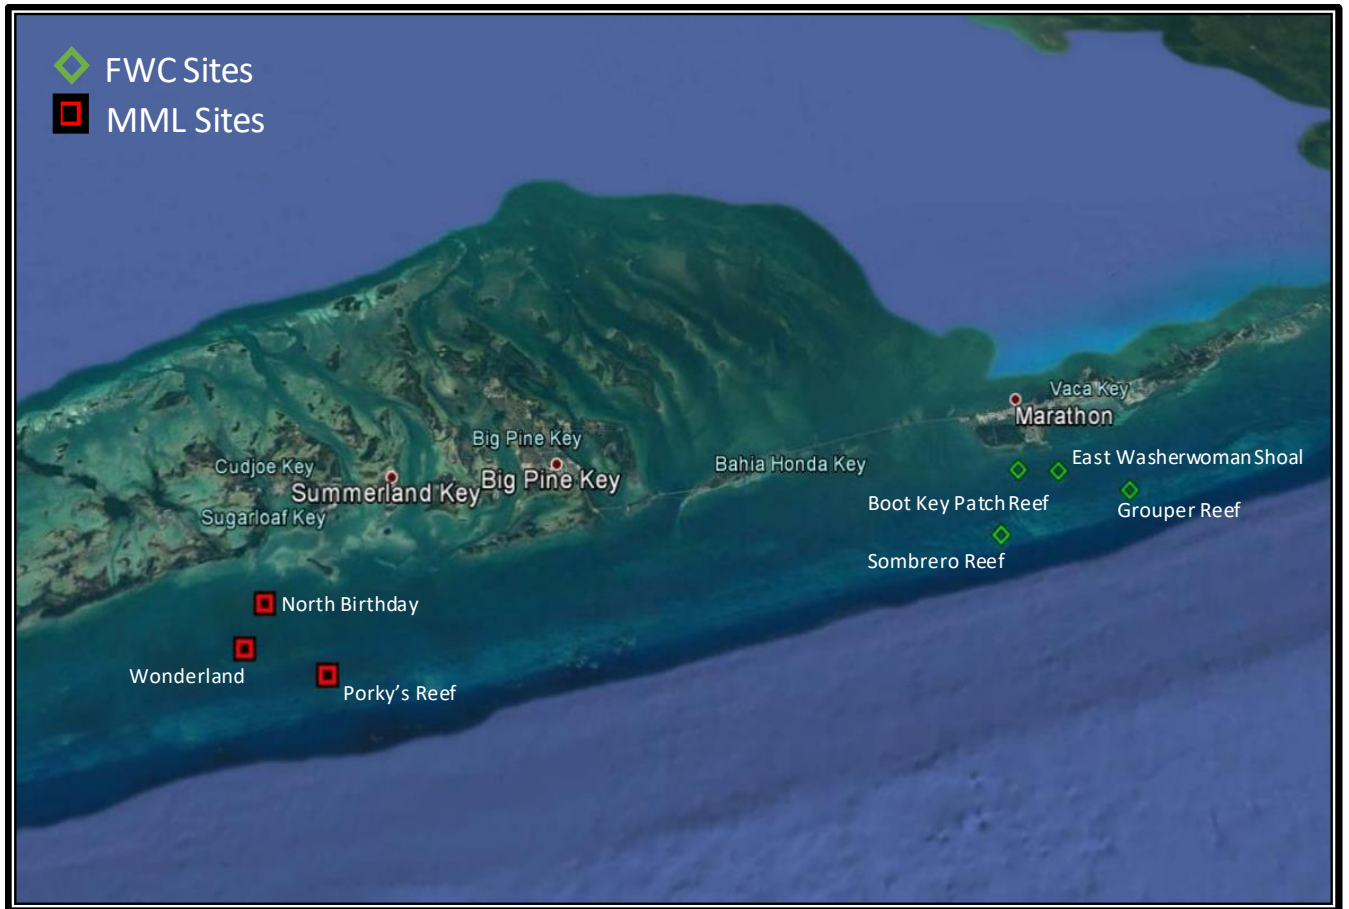 FWC Sites
MML Sites
Vaca Key
Marathon
Big Pine Key
East Washerwoman Shoal
Cudjoe Key
Bahia Honda Key
Summerland Key
Big Pine Key
Boot Key Patch Reef
Grouper Reef
Sugarloaf Key
Sombrero Reef
North Birthday
Wonderland
Porky's Reef